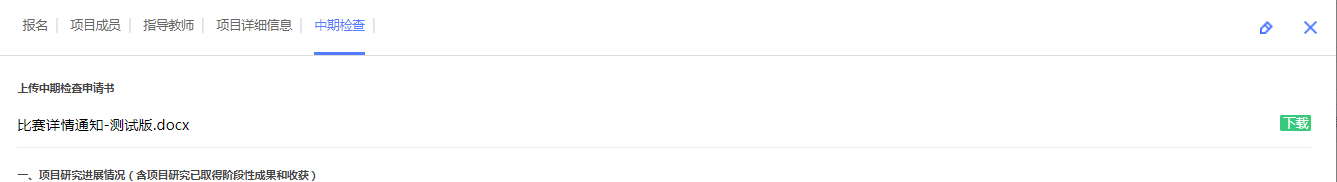 报名 项目成员 指导教师 项目详细信息 中期检查
上传中期检查申请书
比赛详情通知-测试版.docx 下载
一、项目研究进展情况（含项目研究已取得阶段性成果和收获）